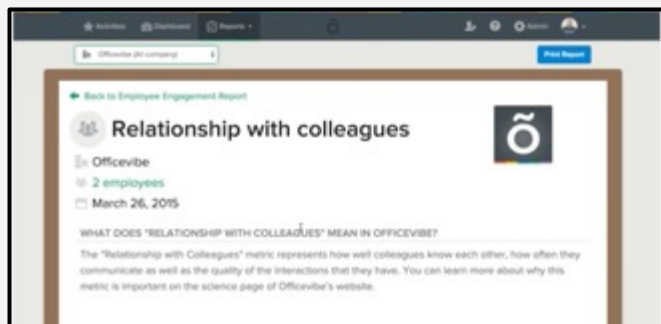 Activities Dashboard Reports Admin
Officevibe (All company) Print Report
Back to Employee Engagement Report
Relationship with colleagues
õ
Officevibe
2 employees
March 26, 2015
WHAT DOES "RELATIONSHIP WITH COLLEAGUES" MEAN IN OFFICEVIBE?
The "Relationship with Colleagues" metric represents how well colleagues know each other, how often they
communicate as well as the quality of the interactions that they have. You can learn more about why this
metric is important on the science page of Officevibe's website.